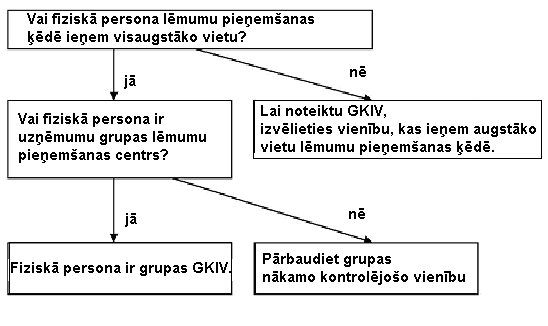 Vai fiziskā persona lēmumu pieņemšanas
ķēdē ieņem visaugstāko vietu?
jā
nē
Vai fiziskā persona ir
uzņēmumu grupas lēmumu
pieņemšanas centrs?
Lai noteiktu GKIV,
izvēlieties vienību, kas ieņem augstāko
vietu lēmumu pieņemšanas ķēdē.
jā
nē
Fiziskā persona ir grupas GKIV.
Pārbaudiet grupas
nākamo kontrolējošo vienību